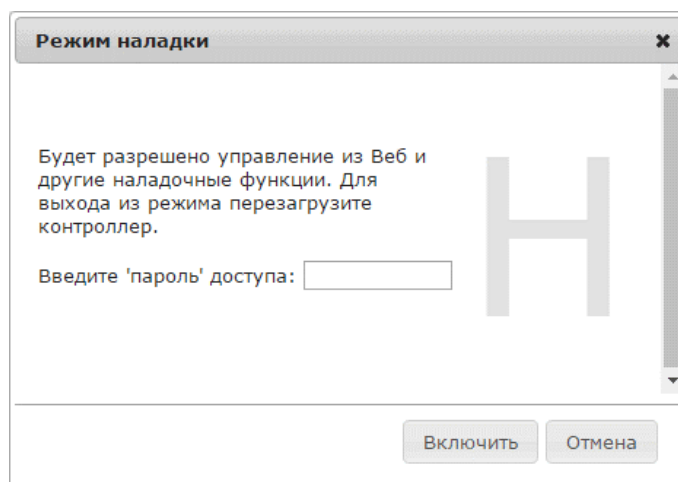 Режим наладки
Будет разрешено управление из Веб и
другие наладочные функции. Для
выхода из режима перезагрузите
контроллер.
Н
Введите 'пароль' доступа:
Включить Отмена